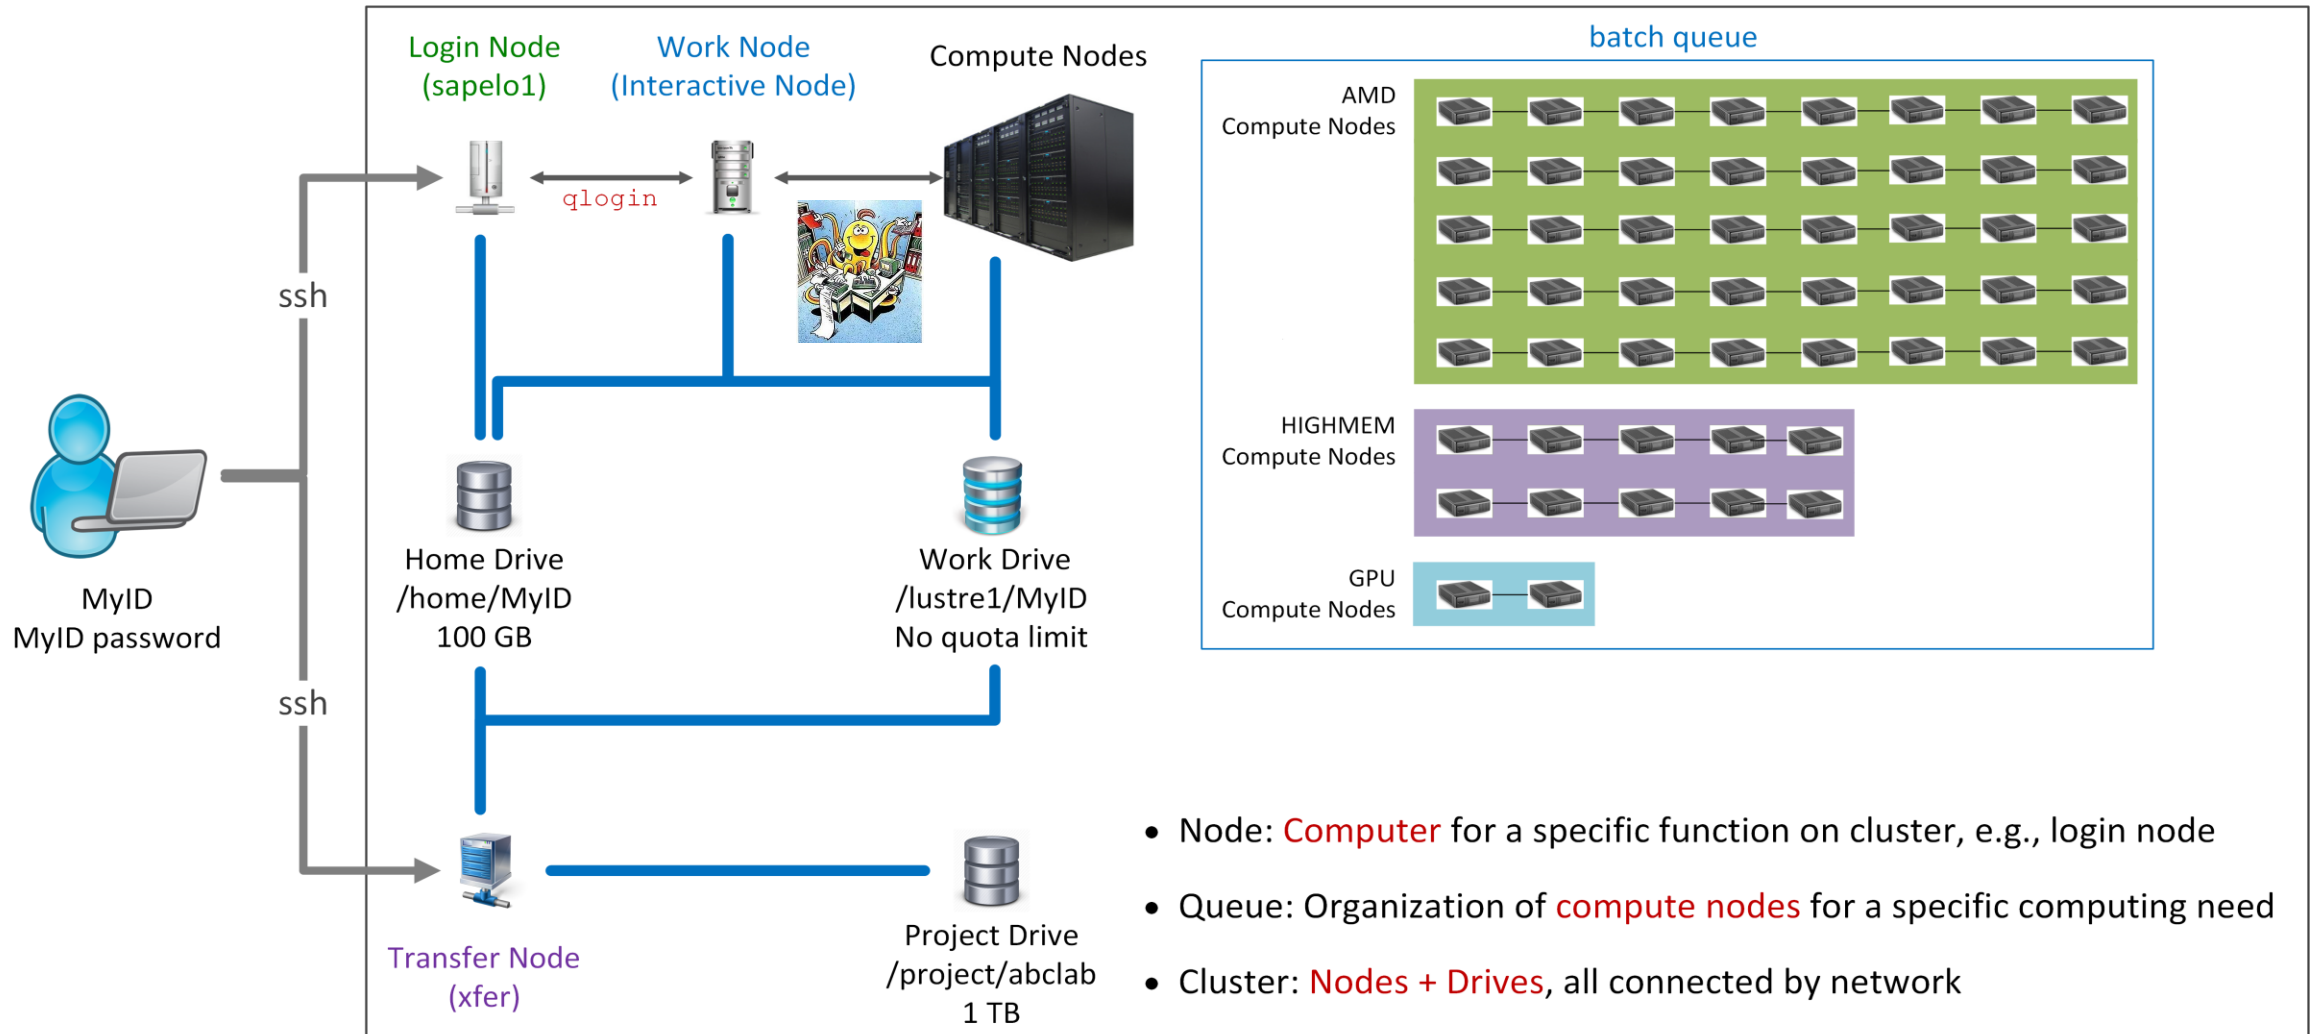 Login Node
(sapelo1)
Work Node
(Interactive Node)
Compute Nodes
qlogin
ssh
ssh
MyID
MyID password
Home Drive
/home/MyID
100 GB
Work Drive
/lustre1/MyID
No quota limit
Transfer Node
(xfer)
Project Drive
/project/abclab
1 TB
batch queue
AMD
Compute Nodes
HIGHMEM
Compute Nodes
GPU
Compute Nodes
• Node: Computer for a specific function on cluster, e.g., login node
• Queue: Organization of compute nodes for a specific computing need
• Cluster: Nodes + Drives, all connected by network